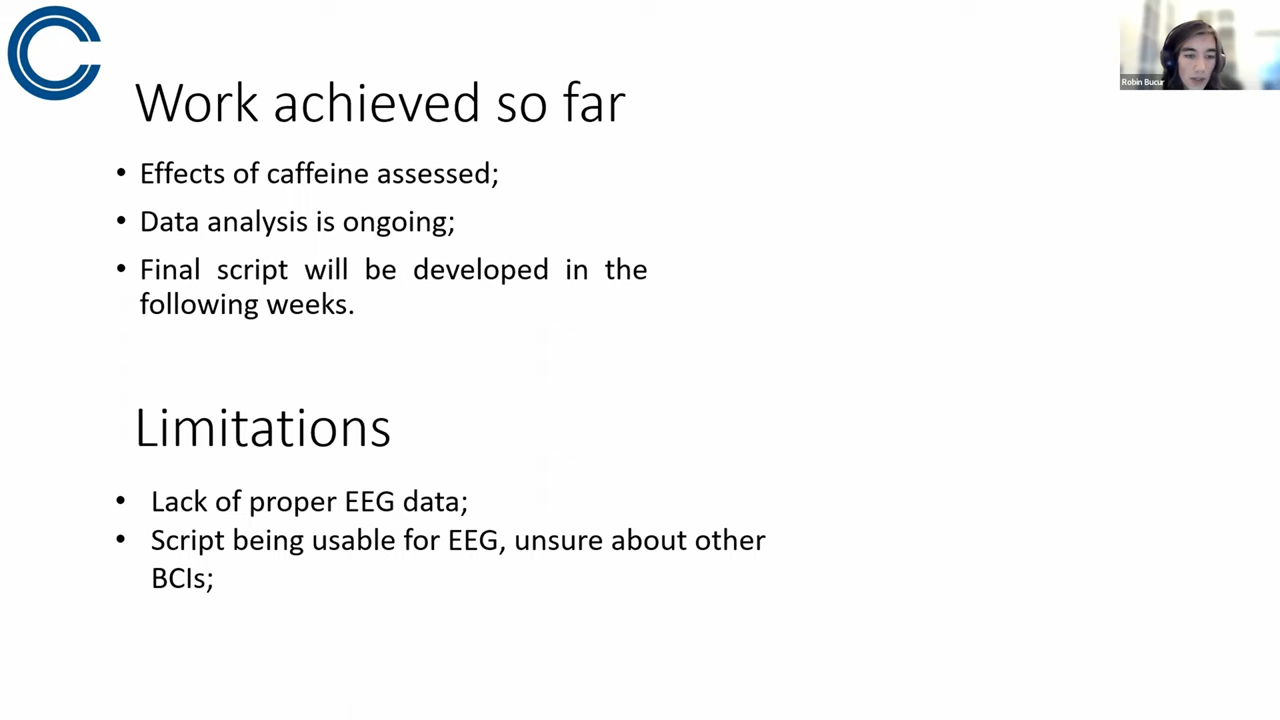 Work achieved so far
• Effects of caffeine assessed;
• Data analysis is ongoing;
• Final script will be developed in the
following weeks.
Limitations
• Lack of proper EEG data;
• Script being usable for EEG, unsure about other
BCIs;
Robin Bucur